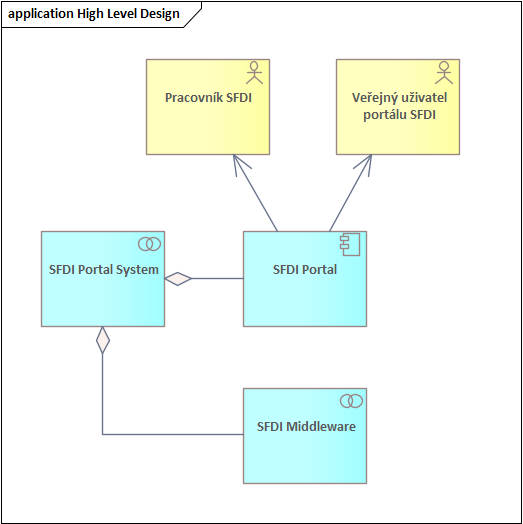 application High Level Design
Pracovník SFDI
Veřejný uživatel
portálu SFDI
SFDI Portal System
SFDI Portal
SFDI Middleware